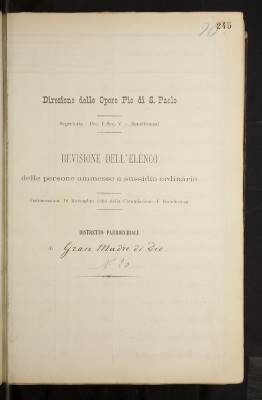 20 245
Direzione delle Opere Pie di S. Paolo
Segreteria - Div. I Sez. V - (Beneficenza)
REVISIONE DELL'ELENCO
delle persone ammesse a sussidio ordinario
Deliberazione 18 Novembre della Commissione di Beneficenza
DISTRETTO PARROCCHIALE
di Gran Madre di Dio
N. 20